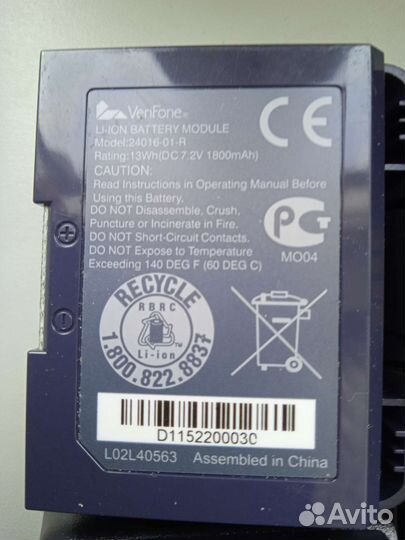 VeriFone®
LI-ION BATTERY MODULE
Model:24016-01-R
Rating:13Wh(DC 7.2V 1800mAh)
CAUTION:
Read Instructions in Operating Manual Before
Using This Battery.
DO NOT Disassemble, Crush,
Puncture or Incinerate in Fire.
DO NOT Short-Circuit Contacts.
DO NOT Expose to Temperature
Exceeding 140 DEG F (60 DEG C)
МО04
RECYCLE
RBRC
Li-ion
1.800.822.8837
D1152200030
L02L40563 Assembled in China
Avito